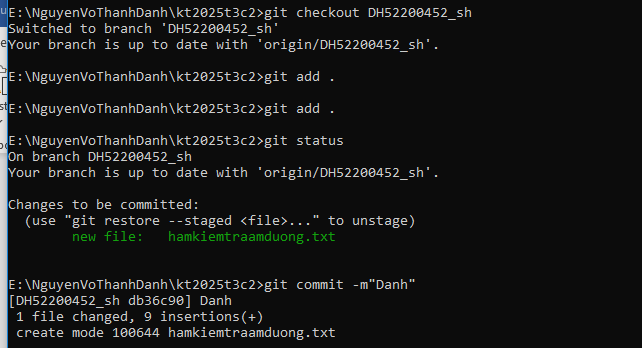 E:\NguyenVoThanhDanh\kt2025t3c2>git checkout DH52200452_sh
Switched to branch 'DH52200452_sh'
Your branch is up to date with 'origin/DH52200452_sh'.
E:\NguyenVoThanhDanh\kt2025t3c2>git add .
E:\NguyenVoThanhDanh\kt2025t3c2>git add .
E:\NguyenVoThanhDanh\kt2025t3c2>git status
On branch DH52200452_sh
Your branch is up to date with 'origin/DH52200452_sh'.
Changes to be committed:
(use "git restore --staged <file>..." to unstage)
new file:   hamkiemtraamduong.txt
E:\NguyenVoThanhDanh\kt2025t3c2>git commit -m"Danh"
[DH52200452_sh db36c90] Danh
1 file changed, 9 insertions(+)
create mode 100644 hamkiemtraamduong.txt